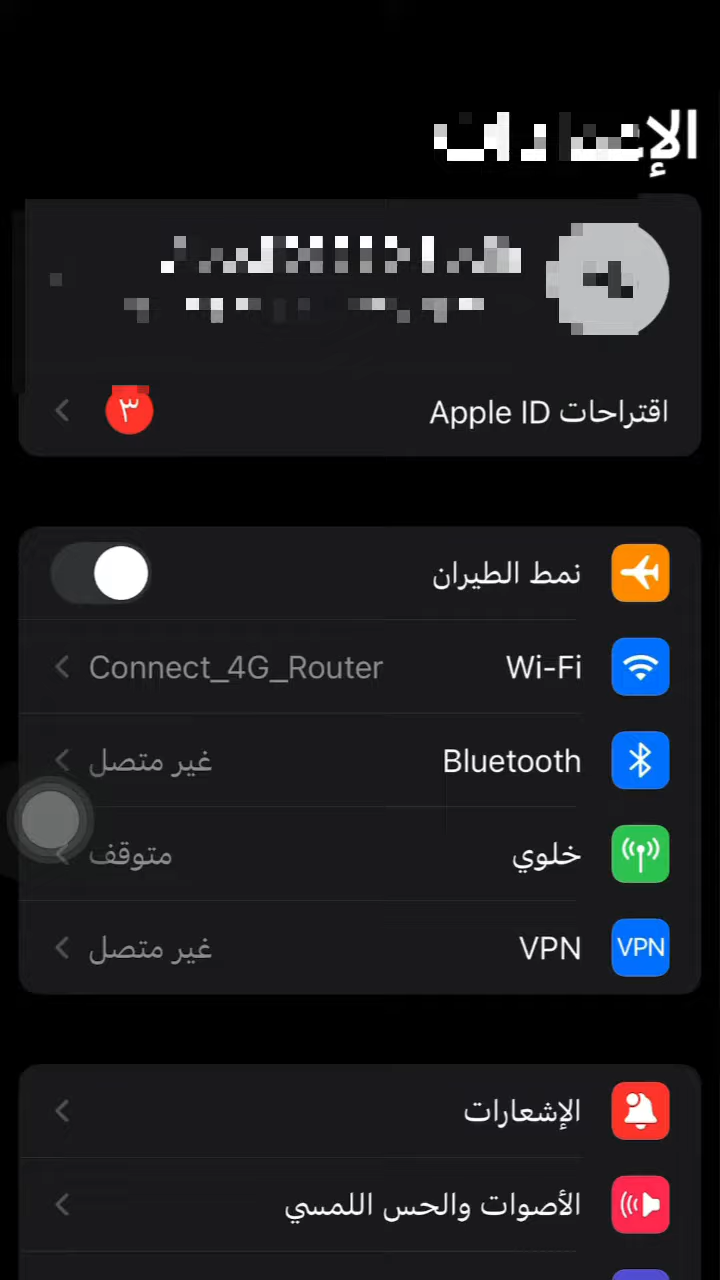 اقتراحات Apple ID
٣
نمط الطيران
Wi-Fi
Connect_4G_Router
Bluetooth
غير متصل
خلوي
متوقف
VPN
VPN
غير متصل
الإشعارات
الأصوات والحس اللمسي